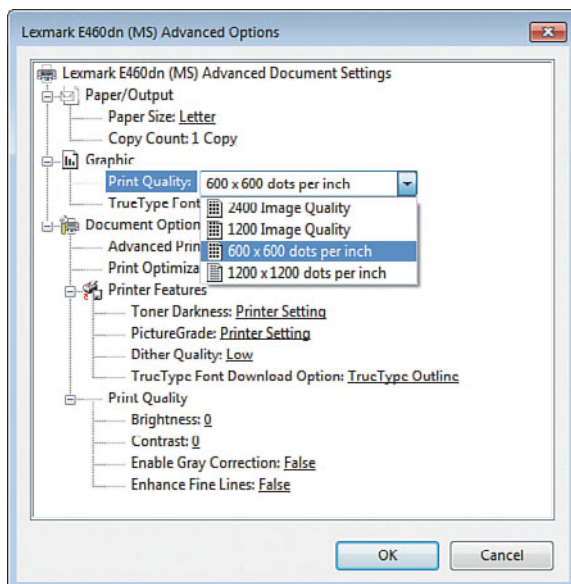 Lexmark E460dn (MS) Advanced Options
Lexmark E460dn (MS) Advanced Document Settings
Paper/Output
Paper Size: Letter
Copy Count: 1 Copy
Graphic
Print Quality: 600 x 600 dots per inch
TrueType Font
2400 Image Quality
1200 Image Quality
600 x 600 dots per inch
1200 x 1200 dots per inch
Document Option
Advanced Prin
Print Optimiza
Printer Features
Toner Darkness: Printer Setting
PictureGrade: Printer Setting
Dither Quality: Low
TrueType Font Download Option: TrueType Outline
Print Quality
Brightness: 0
Contrast: 0
Enable Gray Correction: False
Enhance Fine Lines: False
OK
Cancel